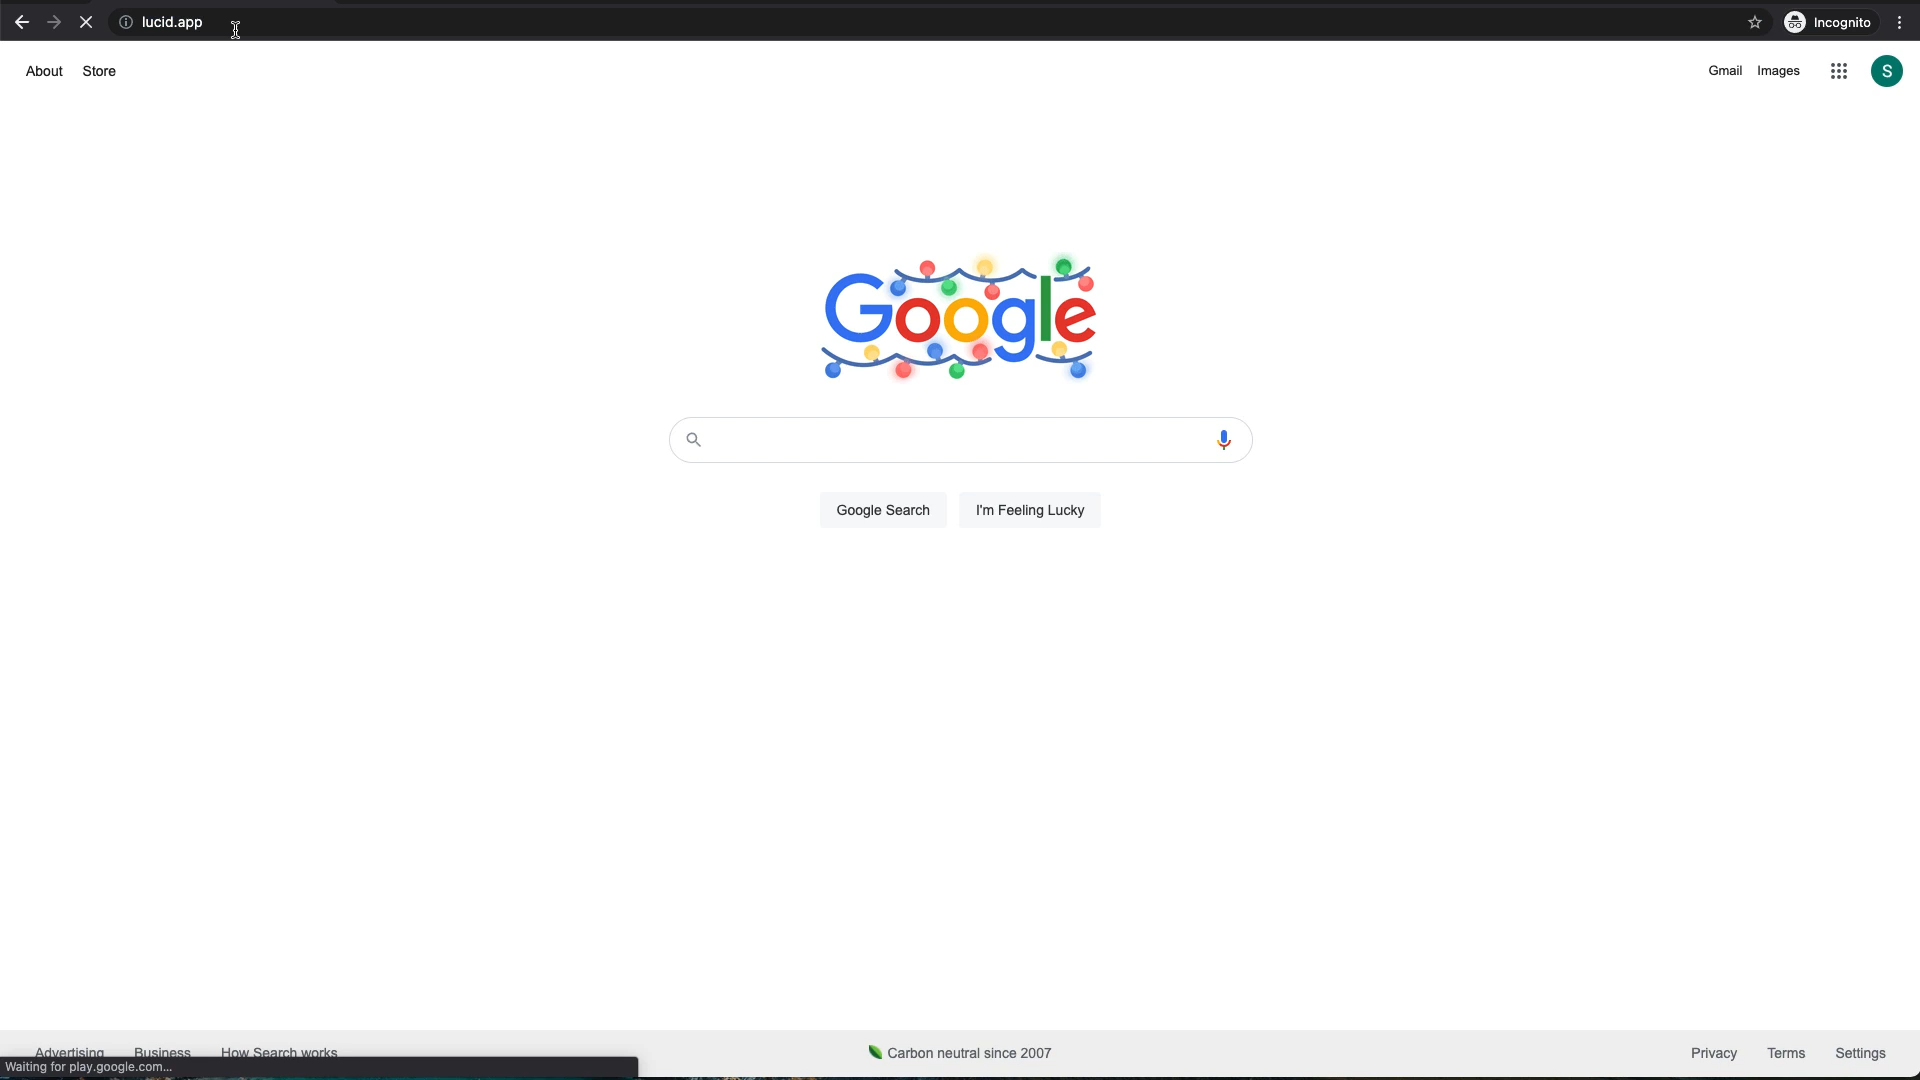 lucid.app
Incognito
About Store
Gmail Images
S
Google
Google Search I'm Feeling Lucky
Advertising Business How Search works
Carbon neutral since 2007
Privacy Terms Settings
Waiting for play.google.com...